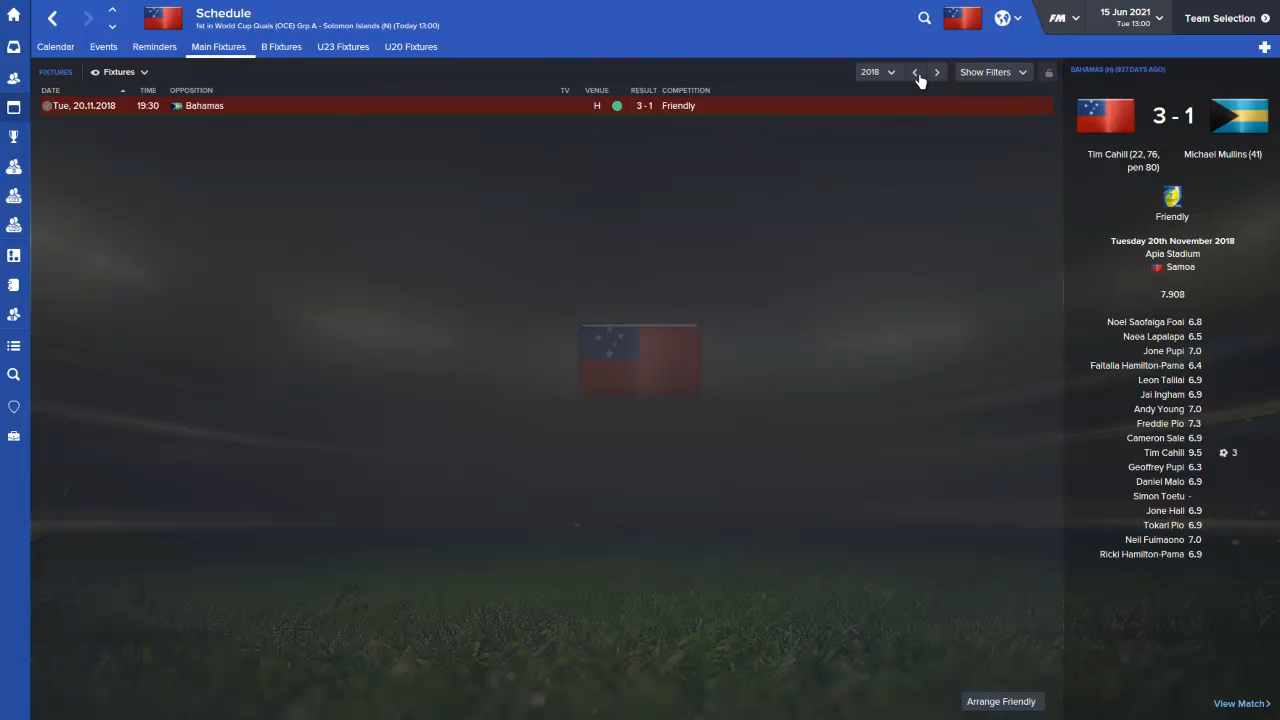 Schedule
1st in World Cup Quals (OCE) Grp A - Solomon Islands (N) (Today 13:00)
FM
15 Jun 2021
Tue 13:00
Team Selection
Calendar
Events
Reminders
Main Fixtures
B Fixtures
U23 Fixtures
U20 Fixtures
FIXTURES
Fixtures
2018
Show Filters
DATE
TIME
OPPOSITION
TV
VENUE
RESULT
COMPETITION
Tue, 20.11.2018
19:30
Bahamas
H
3 - 1
Friendly
BAHAMAS (H) (937 DAYS AGO)
3 - 1
Tim Cahill (22, 76,
pen 80)
Michael Mullins (41)
Friendly
Tuesday 20th November 2018
Apia Stadium
Samoa
7.908
Noel Saofaiga Foai 6.8
Naea Lapalapa 6.5
Jone Pupi 7.0
Faitalia Hamilton-Pama 6.4
Leon Talilai 6.9
Jai Ingham 6.9
Andy Young 7.0
Freddie Pio 7.3
Cameron Sale 6.9
Tim Cahill 9.5 3
Geoffrey Pupi 6.3
Daniel Malo 6.9
Simon Toetu -
Jone Hall 6.9
Tokari Pio 6.9
Neil Fuimaono 7.0
Ricki Hamilton-Pama 6.9
Arrange Friendly
View Match